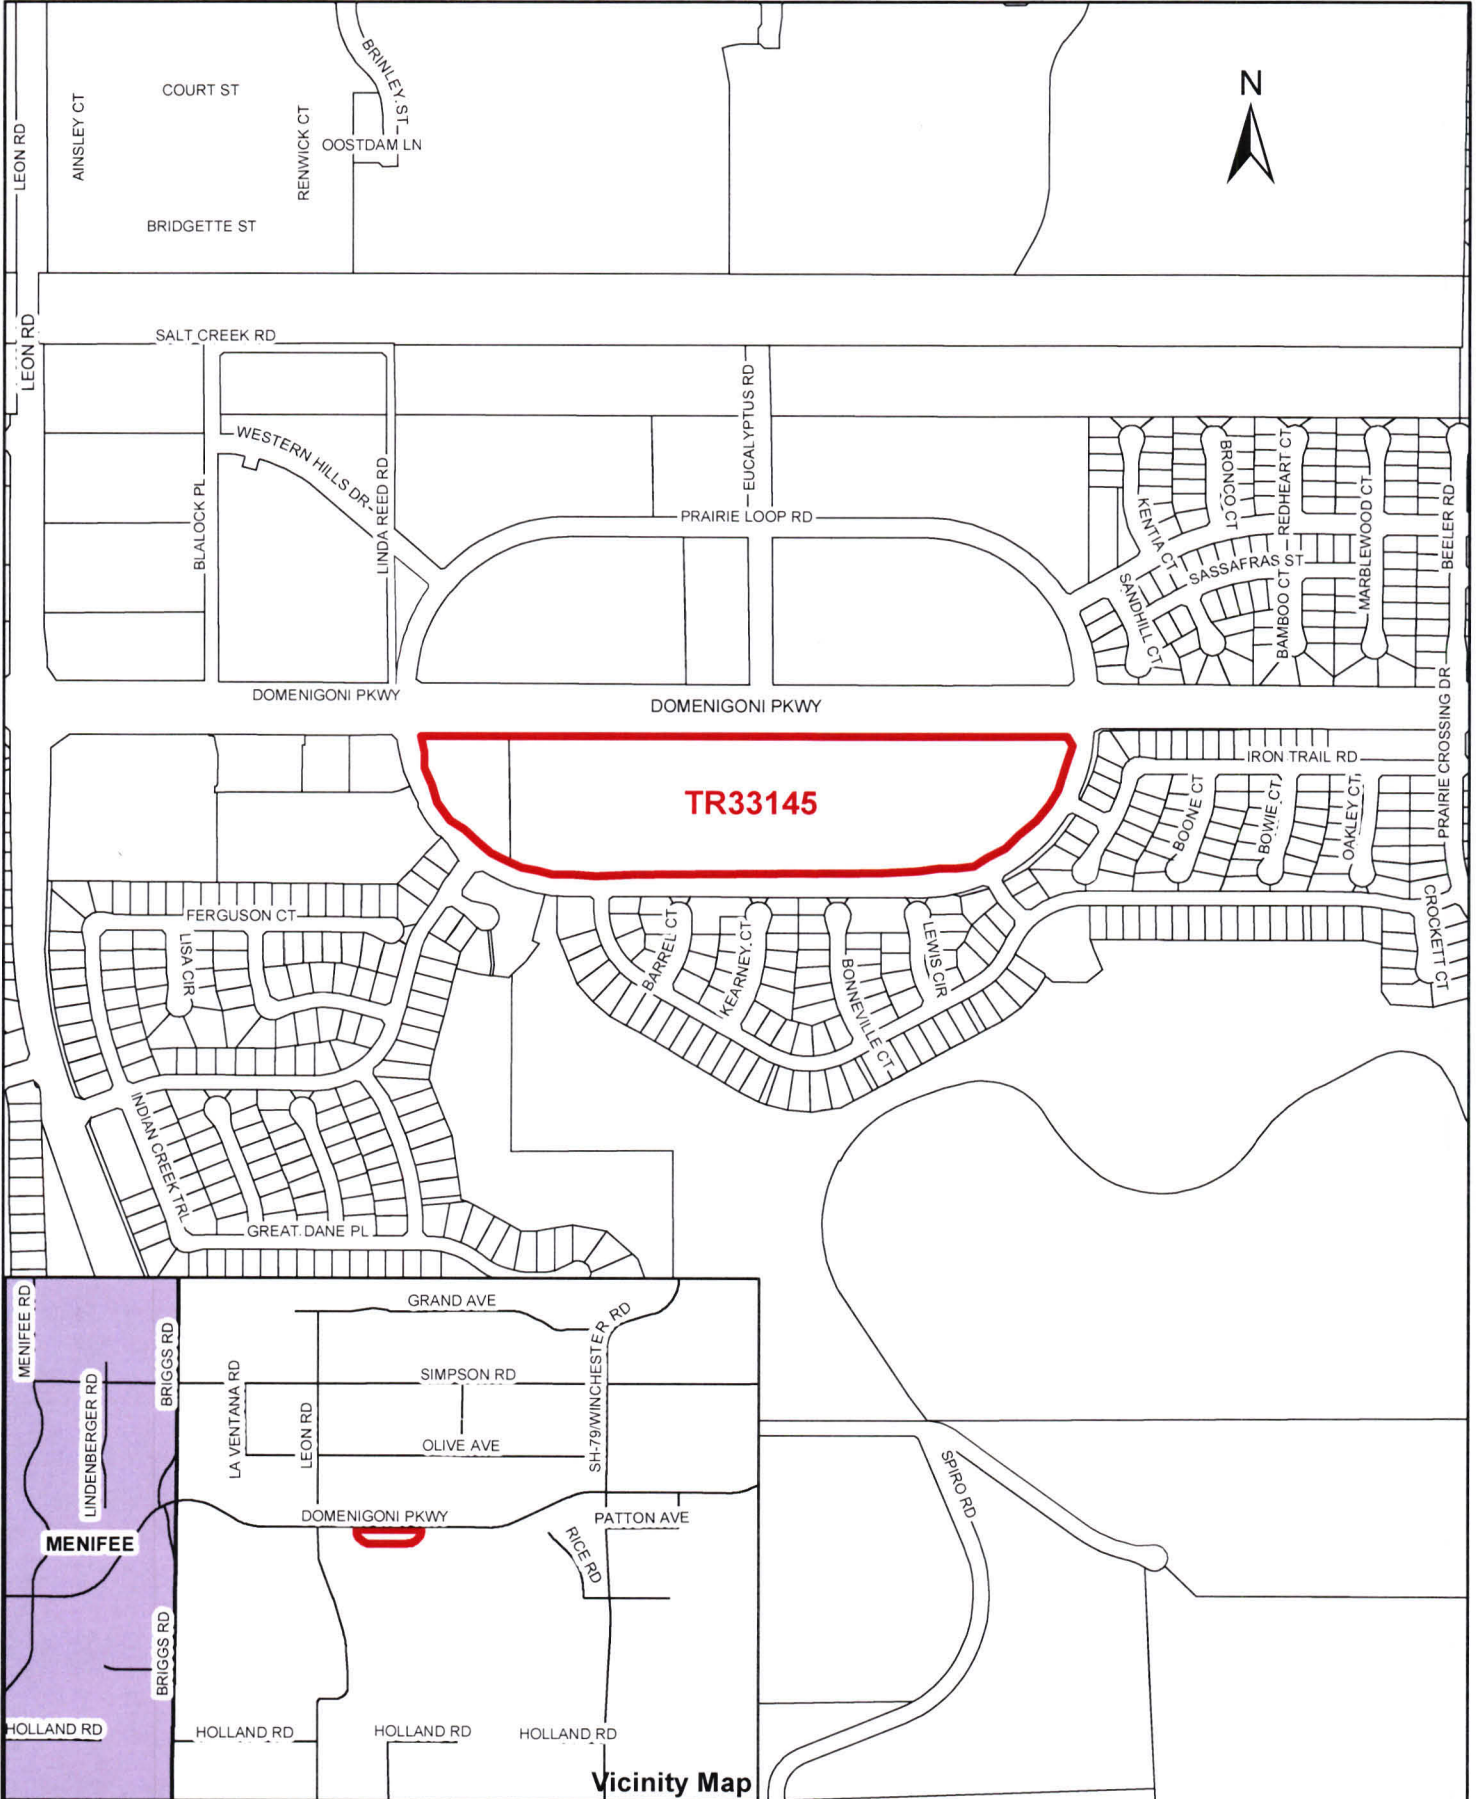 BRINLEY ST
N
COURT ST
AINSLEY CT
RENWICK CT
LEON RD
OOSTDAM LN
BRIDGETTE ST
LEON RD
SALT CREEK RD
EUCALYPTUS RD
WESTERN HILLS DR
BLALOCK PL
LINDA REED RD
PRAIRIE LOOP RD
KENTIA CT
BRONCO CT
REDHEART CT
MARBLEWOOD CT
BEELER RD
SASSAFRAS ST
SANDHILL CT
BAMBOO CT
DOMENIGONI PKWY
DOMENIGONI PKWY
PRAIRIE CROSSING DR
IRON TRAIL RD
TR33145
BOONE CT
BOWIE CT
OAKLEY CT
FERGUSON CT
LISA CIR
BARREL CT
KEARNEY CT
BONNEVILLE CT
LEWIS CIR
CROCKETT CT
INDIAN CREEK TRL
GREAT DANE PL
MENIFEE RD
LINDENBERGER RD
BRIGGS RD
GRAND AVE
SH-79/WINCHESTER RD
SIMPSON RD
LA VENTANA RD
LEON RD
OLIVE AVE
DOMENIGONI PKWY
PATTON AVE
RICE RD
MENIFEE
BRIGGS RD
SPIRO RD
HOLLAND RD
HOLLAND RD
HOLLAND RD
HOLLAND RD
Vicinity Map